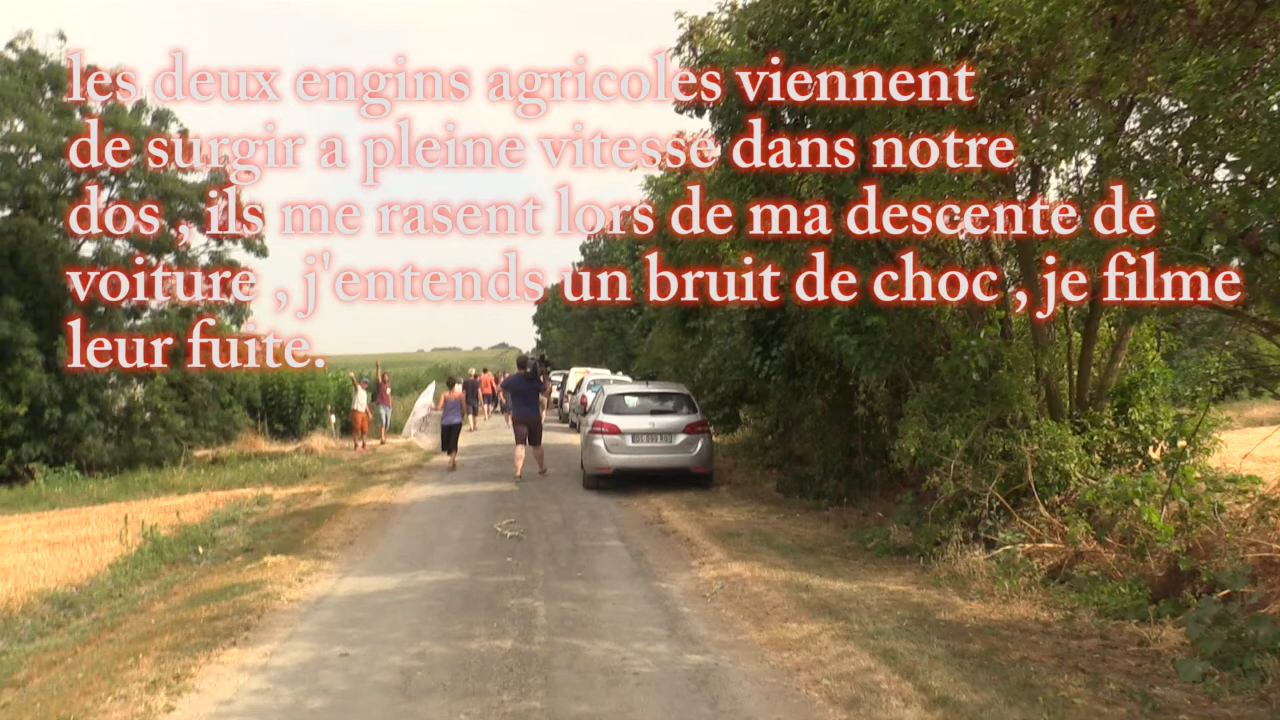 les deux engins agricoles viennent
de surgir a pleine vitesse dans notre
dos , ils me rasent lors de ma descente de
voiture , j'entends un bruit de choc , je filme
leur fuite.